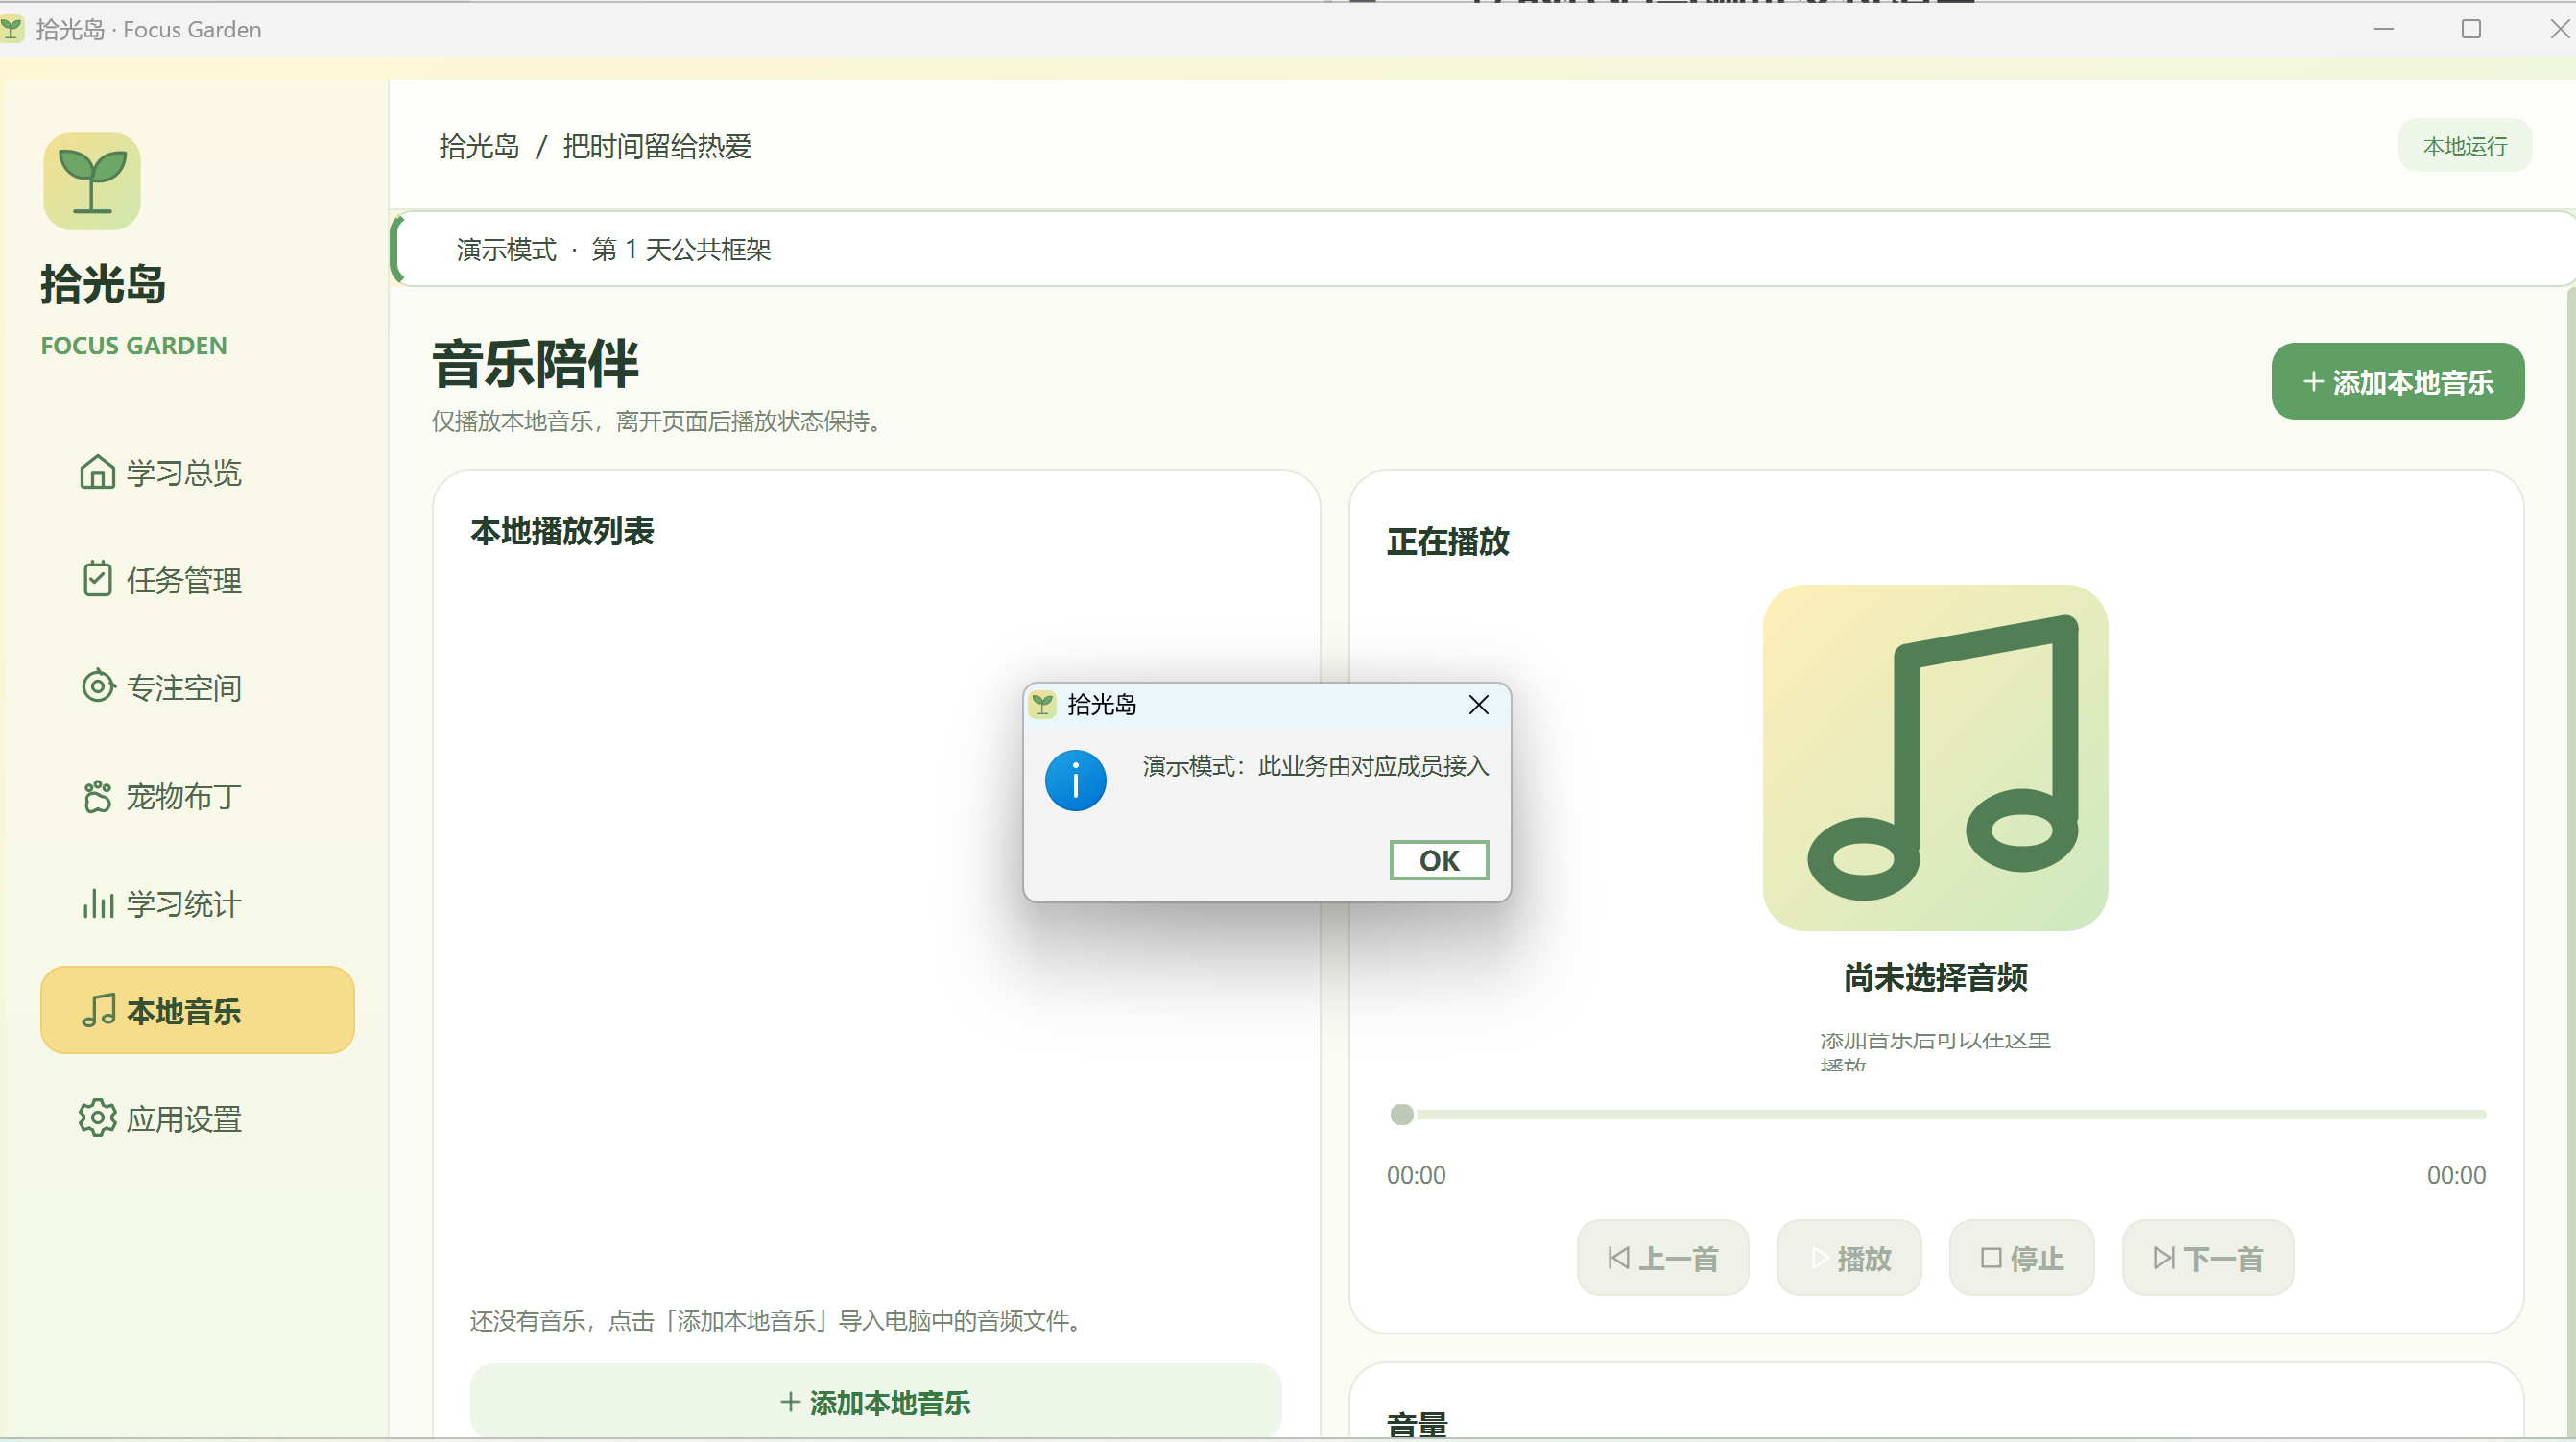 拾光岛 · Focus Garden
拾光岛 / 把时间留给热爱
本地运行
拾光岛
FOCUS GARDEN
演示模式 · 第 1 天公共框架
学习总览
任务管理
专注空间
宠物布丁
学习统计
本地音乐
应用设置
音乐陪伴
仅播放本地音乐，离开页面后播放状态保持。
+ 添加本地音乐
本地播放列表
还没有音乐，点击「添加本地音乐」导入电脑中的音频文件。
+ 添加本地音乐
拾光岛
演示模式：此业务由对应成员接入
OK
正在播放
尚未选择音频
添加音乐后可以在这里
播放
00:00
00:00
上一首
播放
停止
下一首
音量